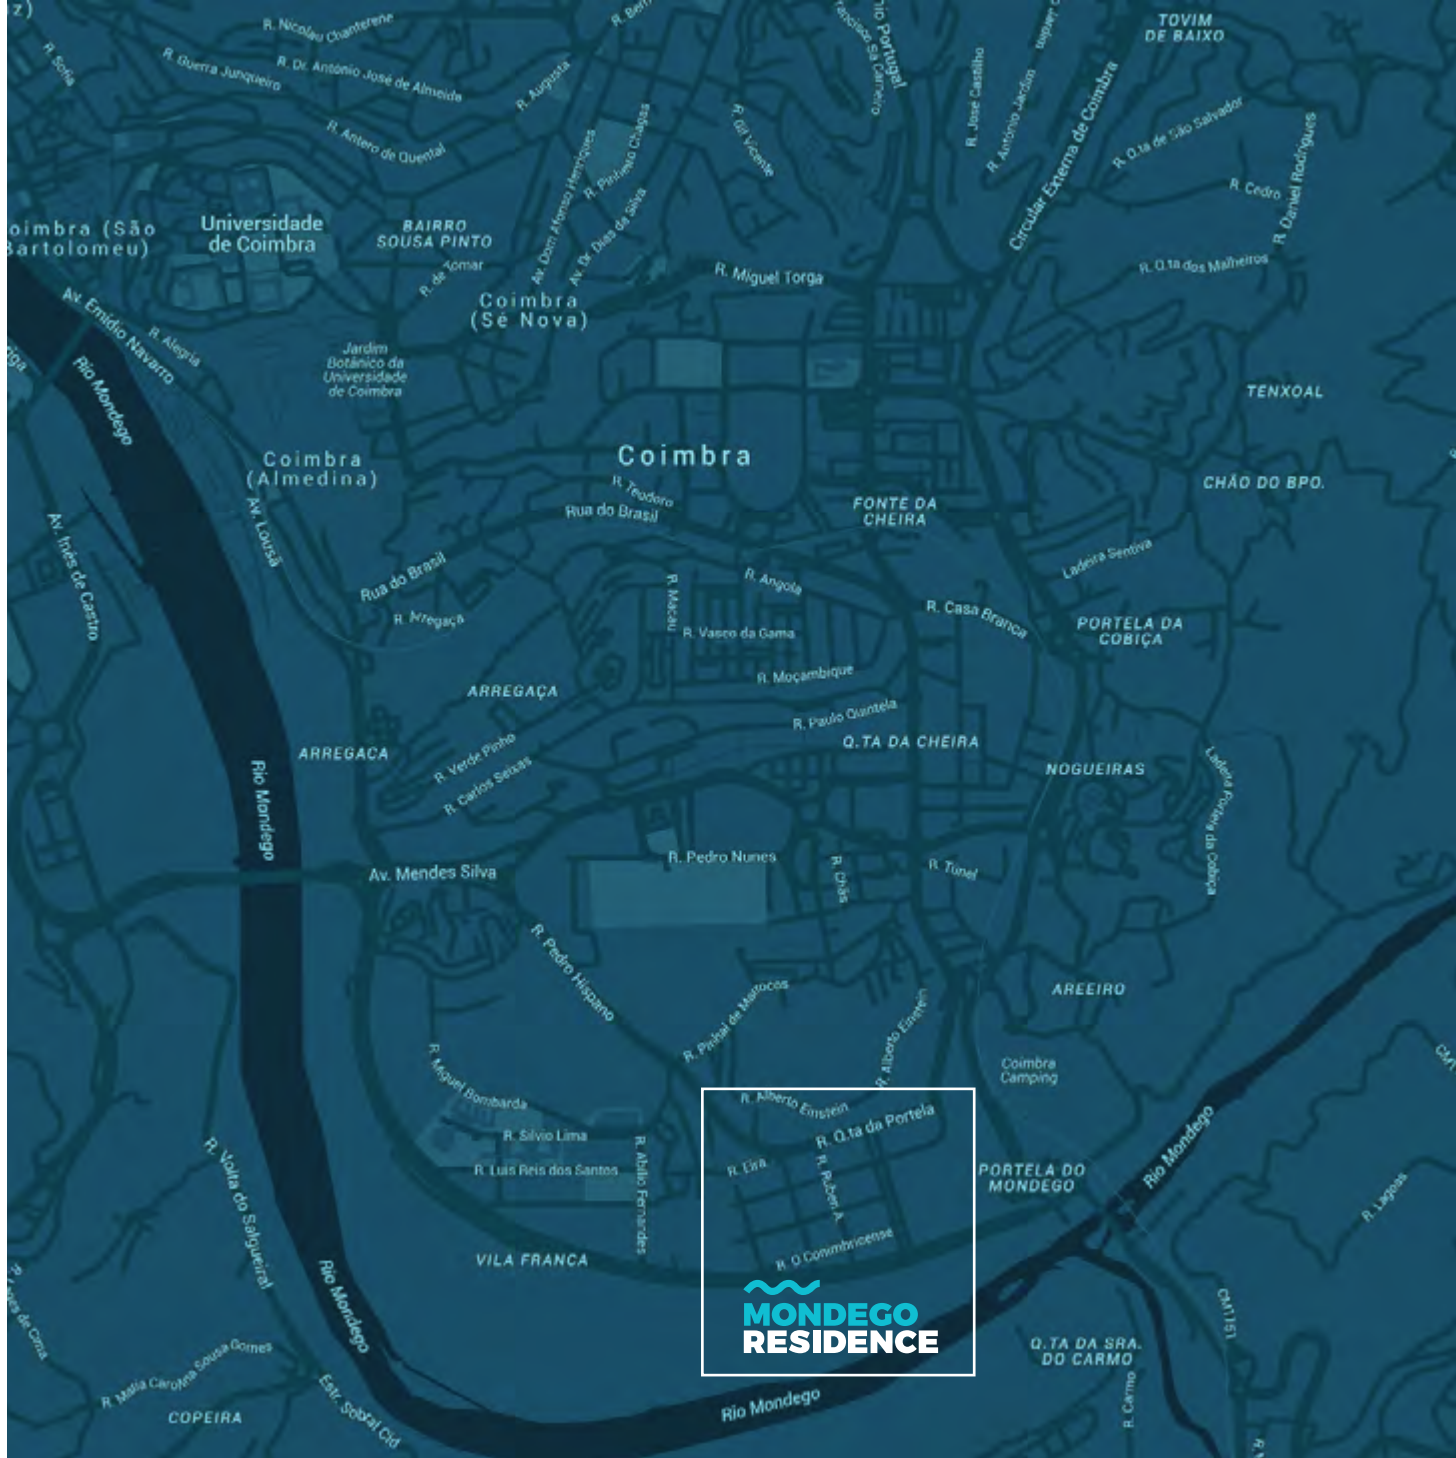 R. Nicolau Chanterene
TOVIM
DE BAIXO
R. Sofia
R. Guerra Junqueiro
R. Dr. António José de Almeida
R. Augusta
R. José Castilho
R. António Jardim
Circular Externa de Coimbra
R. Q.ta de São Salvador
R. Daniel Rodrigues
R. Antero de Quental
R. Pinheiro Chagas
R. Gil Vicente
R. Cedro
Universidade
de Coimbra
BAIRRO
SOUSA PINTO
Av. Dom Afonso Henriques
Av. Dr. Dias da Silva
oimbra (São
Bartolomeu)
R. de Tomar
R. Miguel Torga
R. Q.ta dos Malheiros
Coimbra
(Sé Nova)
Av. Emídio Navarro
R. Alegria
Jardim
Botânico da
Universidade
de Coimbra
Rio Mondego
TENXOAL
Coimbra
Coimbra
(Almedina)
CHÃO DO BPO.
R. Teodoro
Rua do Brasil
FONTE DA
CHEIRA
Av. Lousã
Av. Inês de Castro
Ladeira Sentiva
Rua do Brasil
R. Angola
R. Macau
R. Arregaça
R. Casa Branca
PORTELA DA
COBIÇA
R. Vasco da Gama
R. Moçambique
ARREGAÇA
R. Paulo Quintela
Q.TA DA CHEIRA
ARREGACA
R. Verde Pinho
R. Carlos Seixas
NOGUEIRAS
Ladeira Portela da Cobiça
Rio Mondego
R. Pedro Nunes
R. Chãs
R. Túnel
Av. Mendes Silva
R. Pedro Hispano
AREEIRO
R. Pinhal de Marrocos
R. Alberto Einstein
Coimbra
Camping
R. Miguel Bombarda
R. Alberto Einstein
R. Q.ta da Portela
R. Sílvio Lima
R. Luís Reis dos Santos
R. Abílio Fernandes
R. Lira
R. Ruben A.
PORTELA DO
MONDEGO
Rio Mondego
R. Lagoas
R. Volta do Salgueiral
VILA FRANCA
R. O Conimbricense
Rio Mondego
MONDEGO
RESIDENCE
CM1151
Q.TA DA SRA.
DO CARMO
R. Maria Carolina Sousa Gomes
COPEIRA
Estr. Sobral Cid
Rio Mondego
R. Carmo